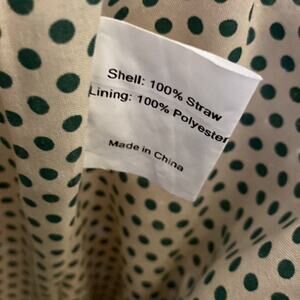 Shell: 100% Straw
Lining: 100% Polyester
Made in China